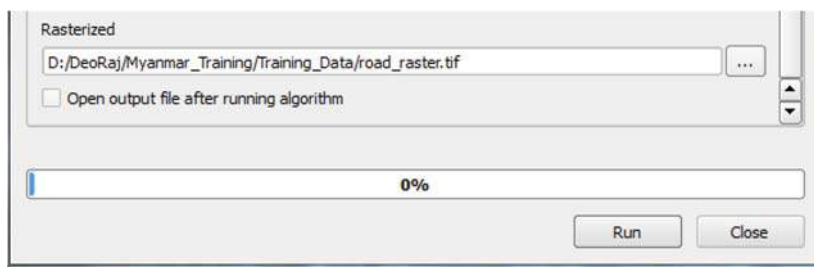 Rasterized
D:/DeoRaj/Myanmar_Training/Training_Data/road_raster.tif
...
Open output file after running algorithm
0%
Run Close